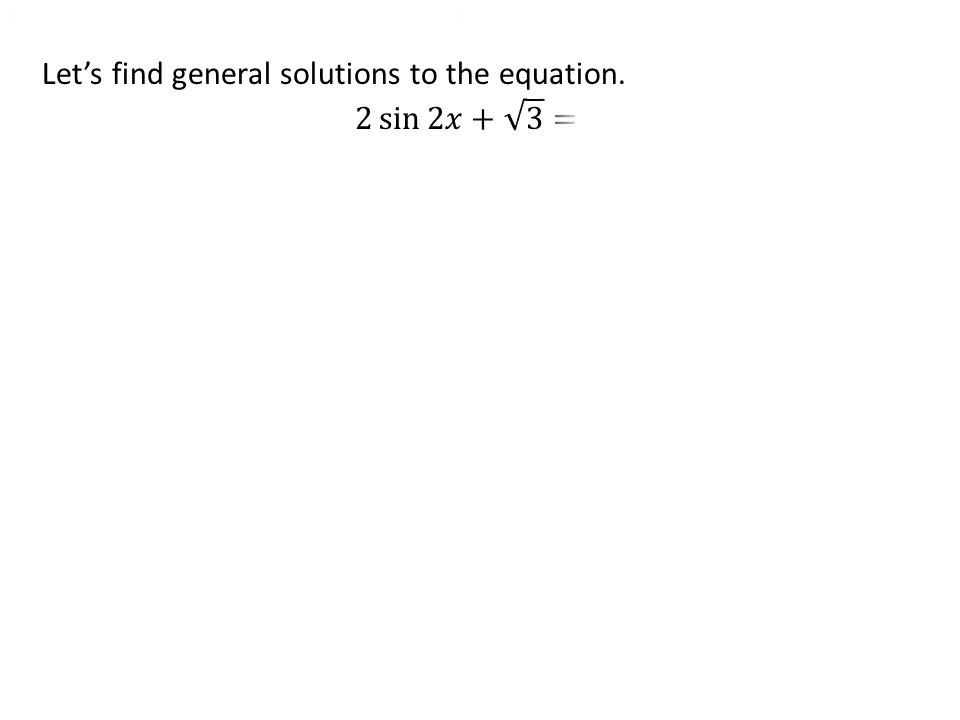 Let’s find general solutions to the equation.
2 sin 2𝑥 + √3 =